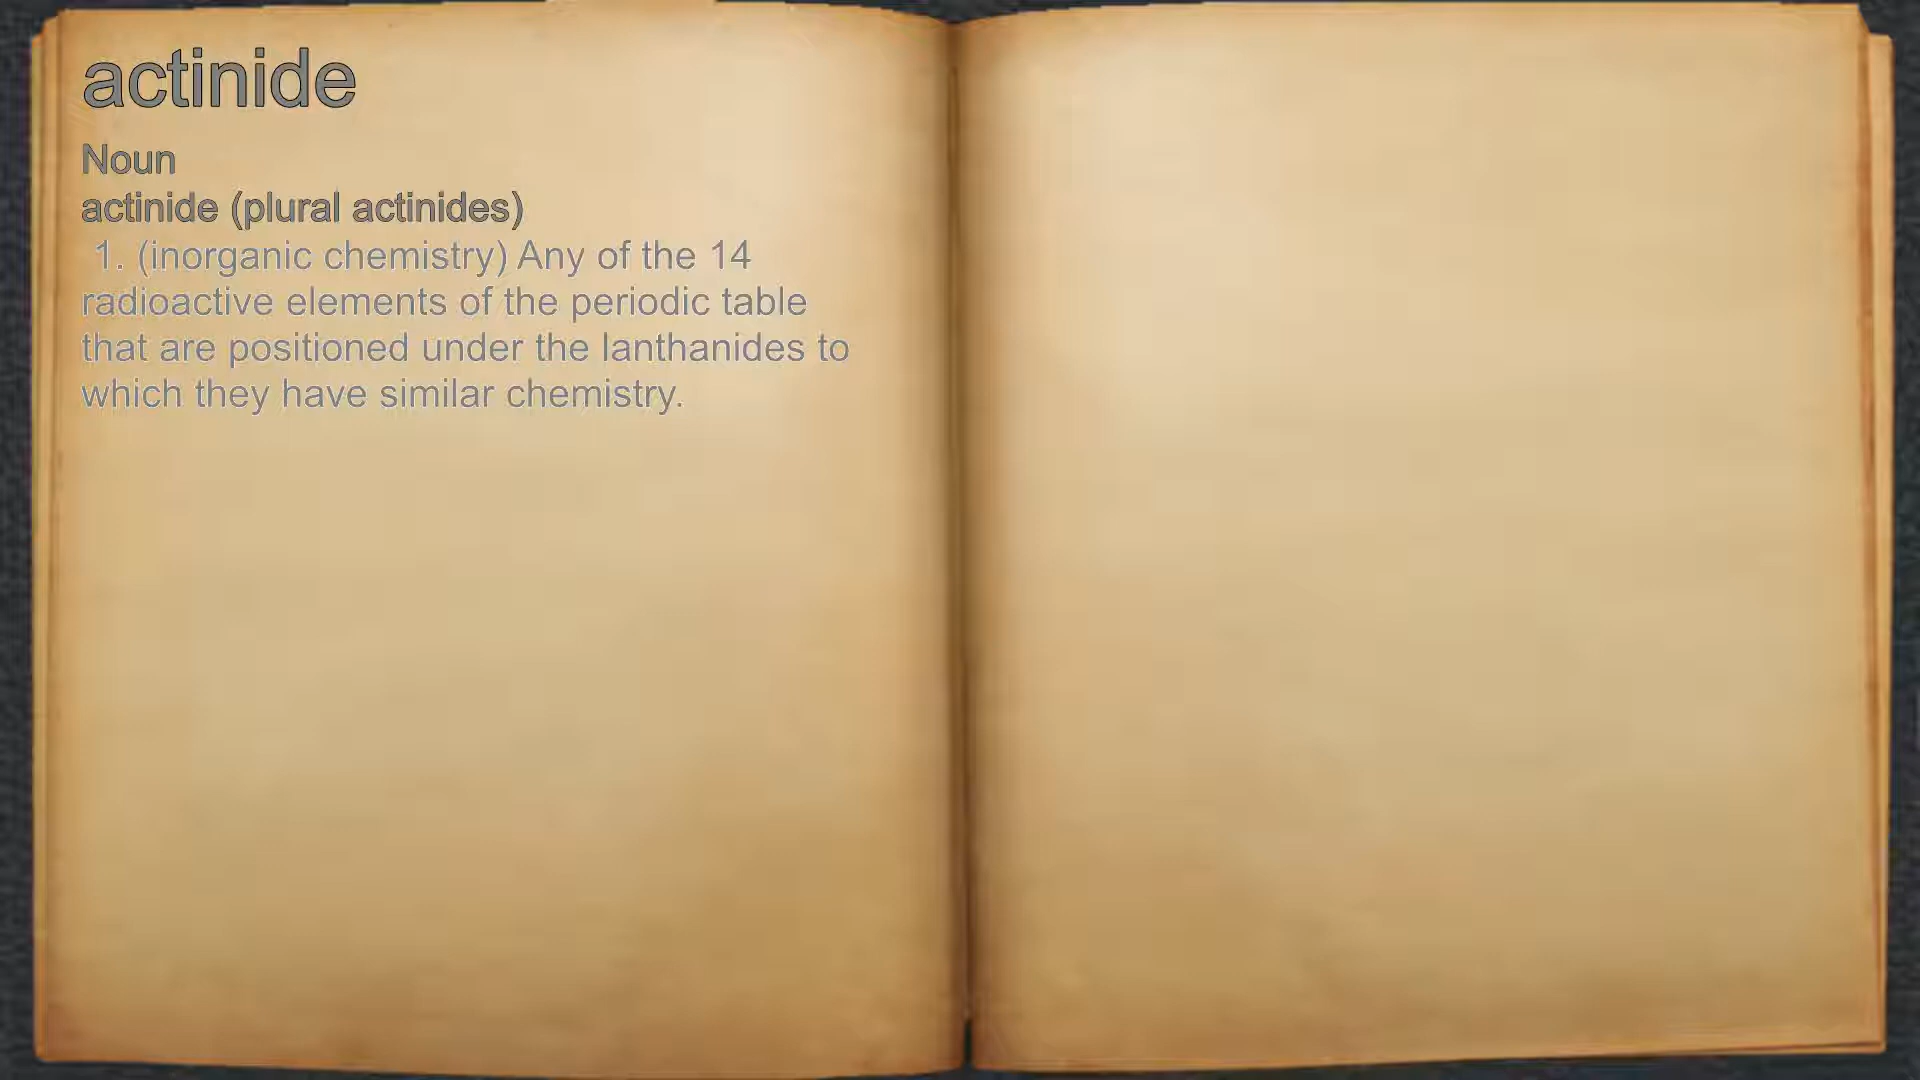 actinide
Noun
actinide (plural actinides)
1. (inorganic chemistry) Any of the 14
radioactive elements of the periodic table
that are positioned under the lanthanides to
which they have similar chemistry.